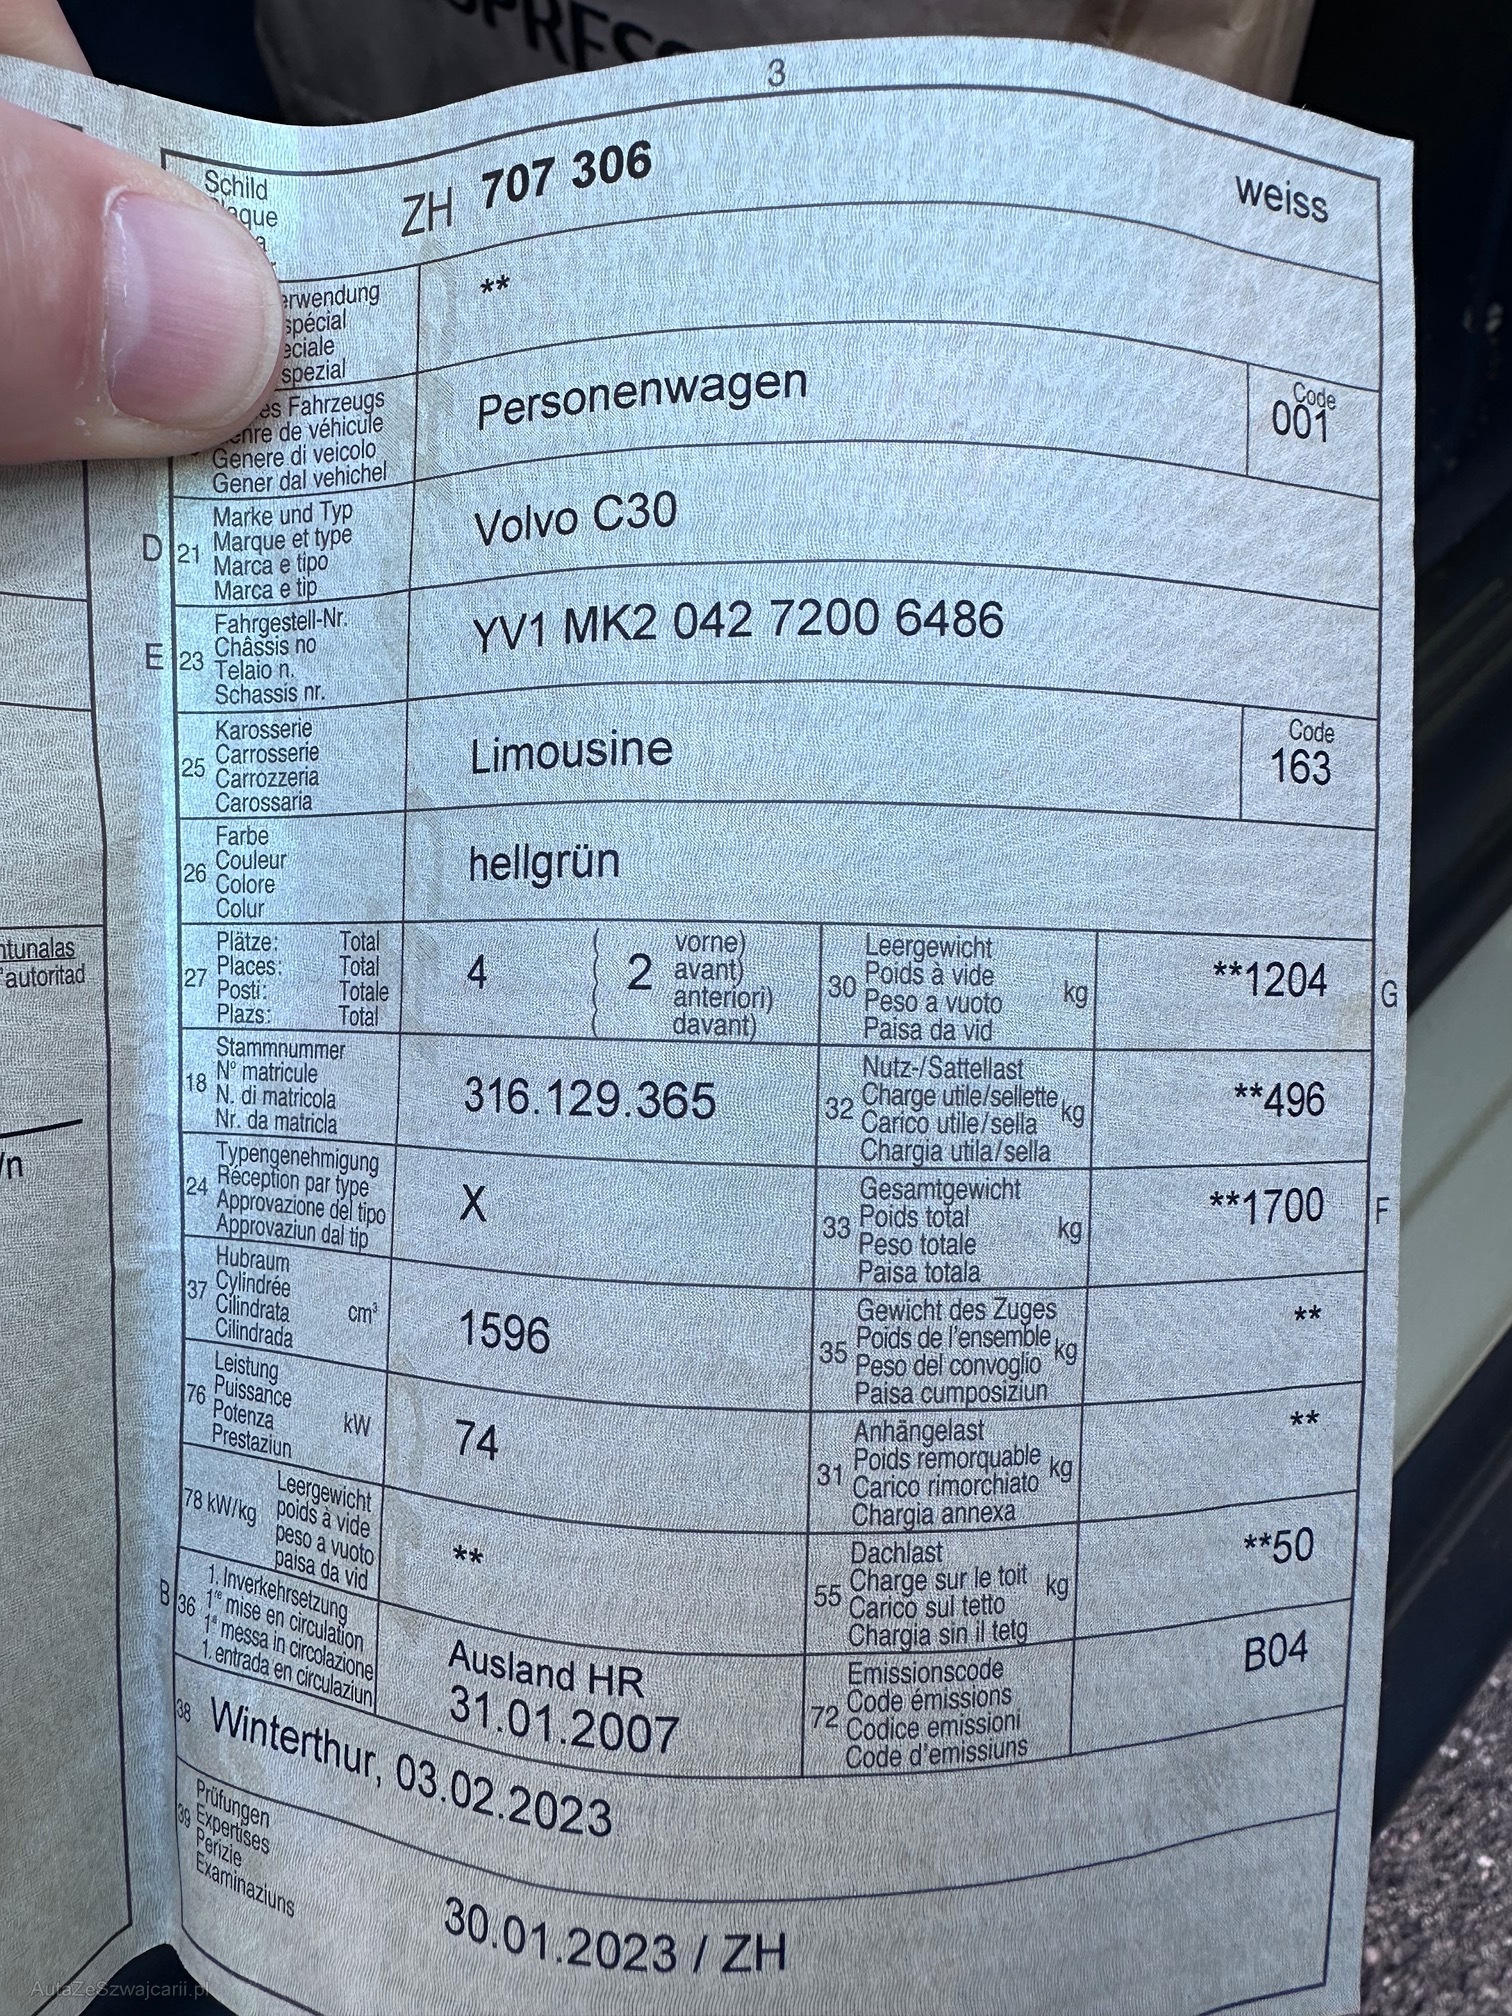 3
Schild
ZH 707 306 weiss
erwendung
spécial
eciale
spezial
**
es Fahrzeugs
Genre de véhicule
Genere di veicolo
Gener dal vehichel
Personenwagen
Code
001
D 21
Marke und Typ
Marque et type
Marca e tipo
Marca e tip
Volvo C30
E 23
Fahrgestell-Nr.
Châssis no
Telaio n.
Schassis nr.
YV1 MK2 042 7200 6486
25
Karosserie
Carrosserie
Carrozzeria
Carossaria
Limousine
Code
163
26
Farbe
Couleur
Colore
Colur
hellgrün
27
Plätze: Total
Places: Total
Posti: Totale
Plazs: Total
4
2
vorne)
avant)
anteriori)
davant)
30
Leergewicht
Poids à vide
Peso a vuoto
Paisa da vid
kg
**1204
G
18
Stammnummer
N° matricule
N. di matricola
Nr. da matricla
316.129.365
32
Nutz-/Sattellast
Charge utile/sellette
Carico utile/sella
Chargia utila/sella
kg
**496
24
Typengenehmigung
Réception par type
Approvazione del tipo
Approvaziun dal tip
X
33
Gesamtgewicht
Poids total
Peso totale
Paisa totala
kg
**1700
F
37
Hubraum
Cylindrée
Cilindrata
Cilindrada
cm³
1596
35
Gewicht des Zuges
Poids de l'ensemble
Peso del convoglio
Paisa cumposiziun
kg
**
76
Leistung
Puissance
Potenza
Prestaziun
kW
74
31
Anhängelast
Poids remorquable
Carico rimorchiato
Chargia annexa
kg
**
78 kW/kg
Leergewicht
poids à vide
peso a vuoto
paisa da vid
**
55
Dachlast
Charge sur le toit
Carico sul tetto
Chargia sin il tetg
kg
**50
B 36
1. Inverkehrsetzung
1re mise en circulation
1a messa in circolazione
1. entrada en circulaziun
Ausland HR
31.01.2007
72
Emissionscode
Code émissions
Codice emissioni
Code d'emissiuns
B04
38
Winterthur, 03.02.2023
39
Prüfungen
Expertises
Perizie
Examinaziuns
30.01.2023 / ZH
ntunalas
'autoritad
/n
AutaZeSzwajcarii.pl